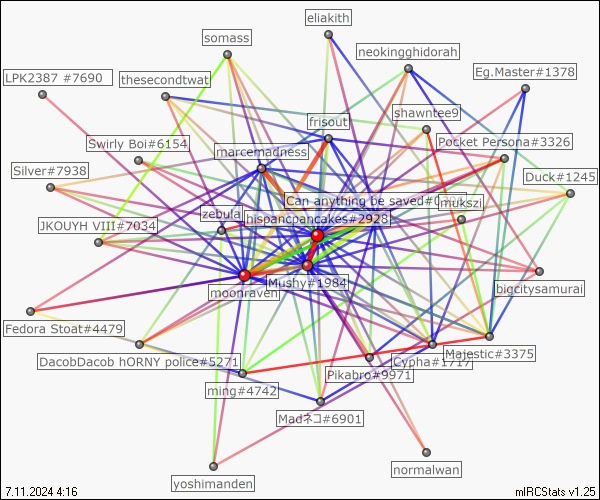 eliakith
somass
neokingghidorah
LPK2387 #7690
thesecondtwat
Eg.Master#1378
shawntee9
frisout
Swirly Boi#6154
Pocket Persona#3326
marcemadness
Silver#7938
Duck#1245
Can anything be saved#0
mukszi
zebula
hispancpancakes#2928
JKOUYH VIII#7034
Mushy#1984
moonraven
bigcitysamurai
Fedora Stoat#4479
Majestic#3375
DacobDacob hORNY police#5271
Cypha#1717
Pikabro#9971
ming#4742
Madネコ#6901
normalwan
yoshimanden
7.11.2024 4:16
mIRCStats v1.25